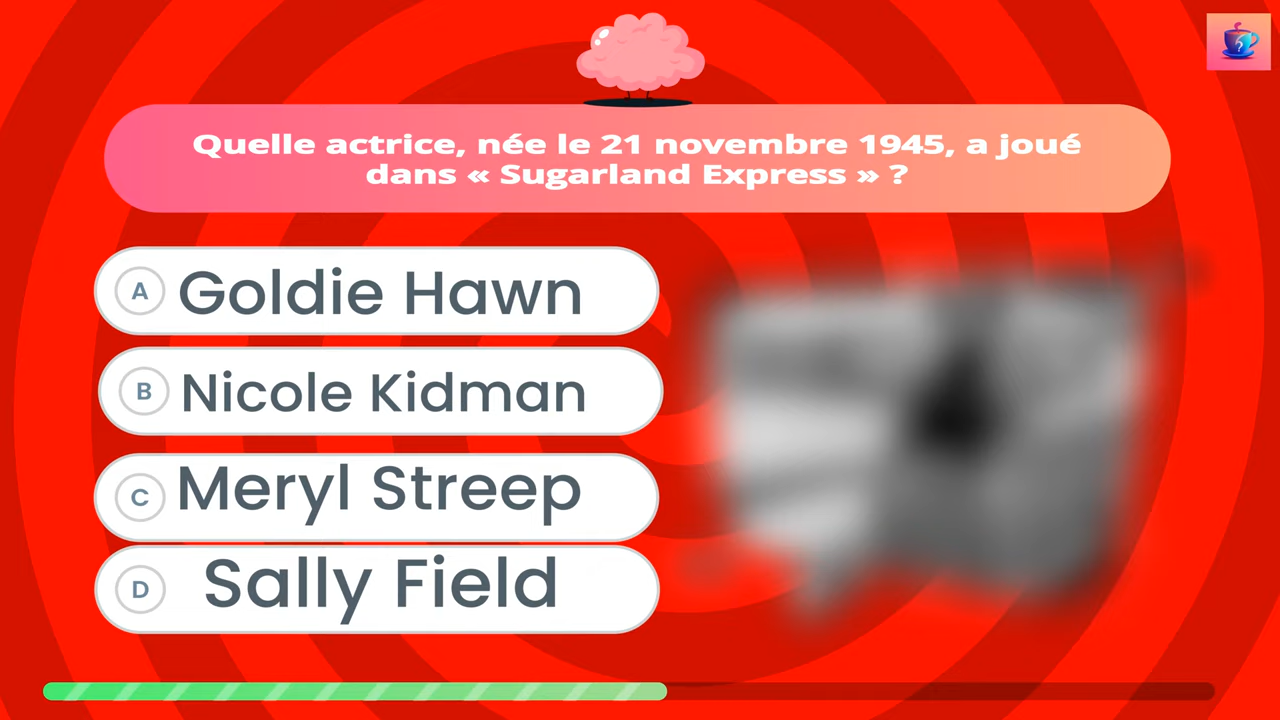 Quelle actrice, née le 21 novembre 1945, a joué
dans « Sugarland Express » ?
A Goldie Hawn
B Nicole Kidman
C Meryl Streep
D Sally Field